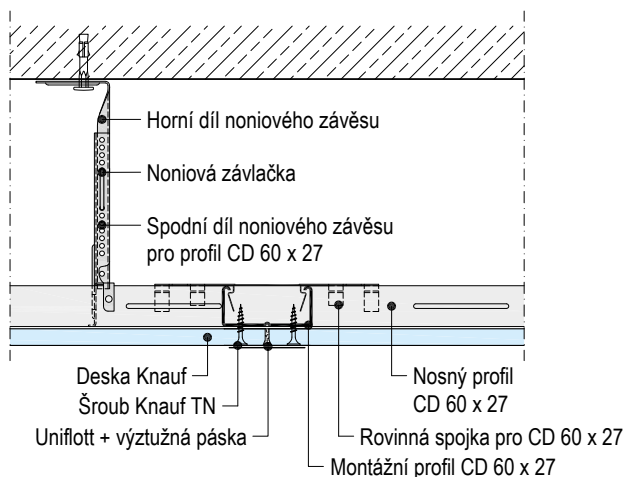 Horní díl noniového závěsu
Noniová závlačka
Spodní díl noniového závěsu
pro profil CD 60 x 27
Deska Knauf
Šroub Knauf TN
Uniflott + výztužná páska
Nosný profil
CD 60 x 27
Rovinná spojka pro CD 60 x 27
Montážní profil CD 60 x 27